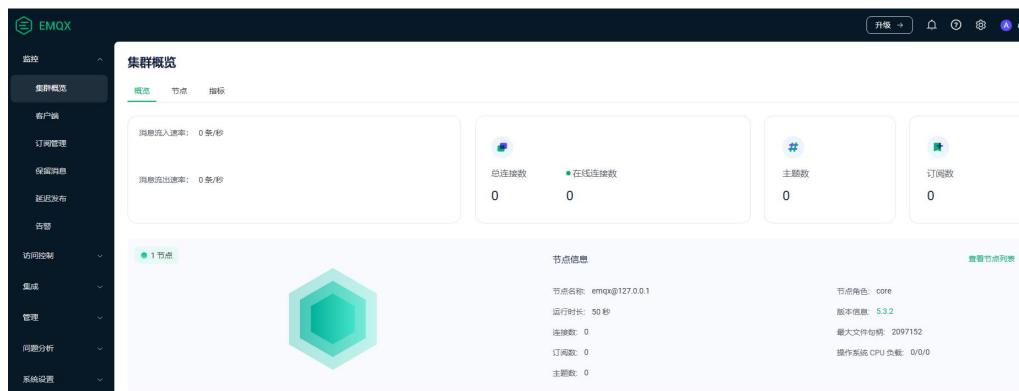 EMQX
升级 →
A
监控
集群概览
客户端
订阅管理
保留消息
延迟发布
告警
访问控制
集成
管理
问题分析
系统设置
集群概览
概览 节点 指标
消息流入速率: 0 条/秒
消息流出速率: 0 条/秒
总连接数 在线连接数
0 0
主题数
0
订阅数
0
1 节点
节点信息
查看节点列表
节点名称: emqx@127.0.0.1
节点角色: core
运行时长: 50 秒
版本信息: 5.3.2
连接数: 0
最大文件句柄: 2097152
订阅数: 0
操作系统 CPU 负载: 0/0/0
主题数: 0